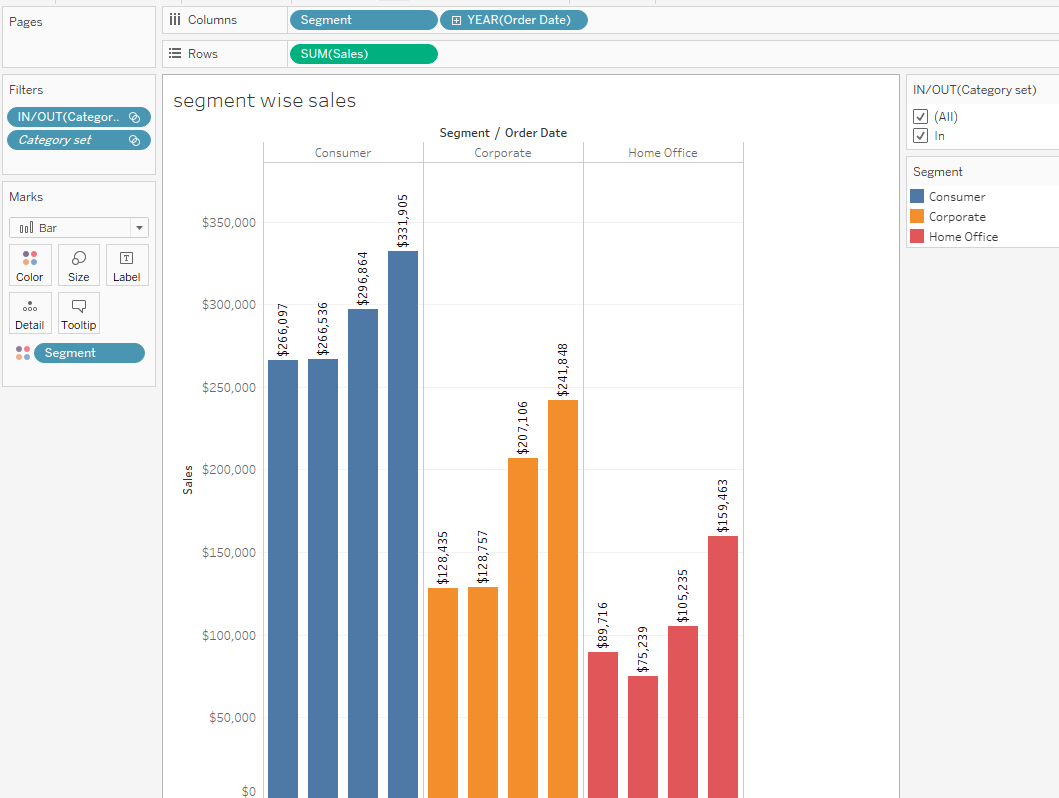 Pages
Columns
Segment
YEAR(Order Date)
Rows
SUM(Sales)
Filters
IN/OUT(Categor..
Category set
Marks
Bar
Color
Size
Label
Detail
Tooltip
Segment
segment wise sales
Segment / Order Date
Consumer
Corporate
Home Office
Sales
$350,000
$300,000
$250,000
$200,000
$150,000
$100,000
$50,000
$0
$266,097
$266,536
$296,864
$331,905
$128,435
$128,757
$207,106
$241,848
$89,716
$75,239
$105,235
$159,463
IN/OUT(Category set)
(All)
In
Segment
Consumer
Corporate
Home Office